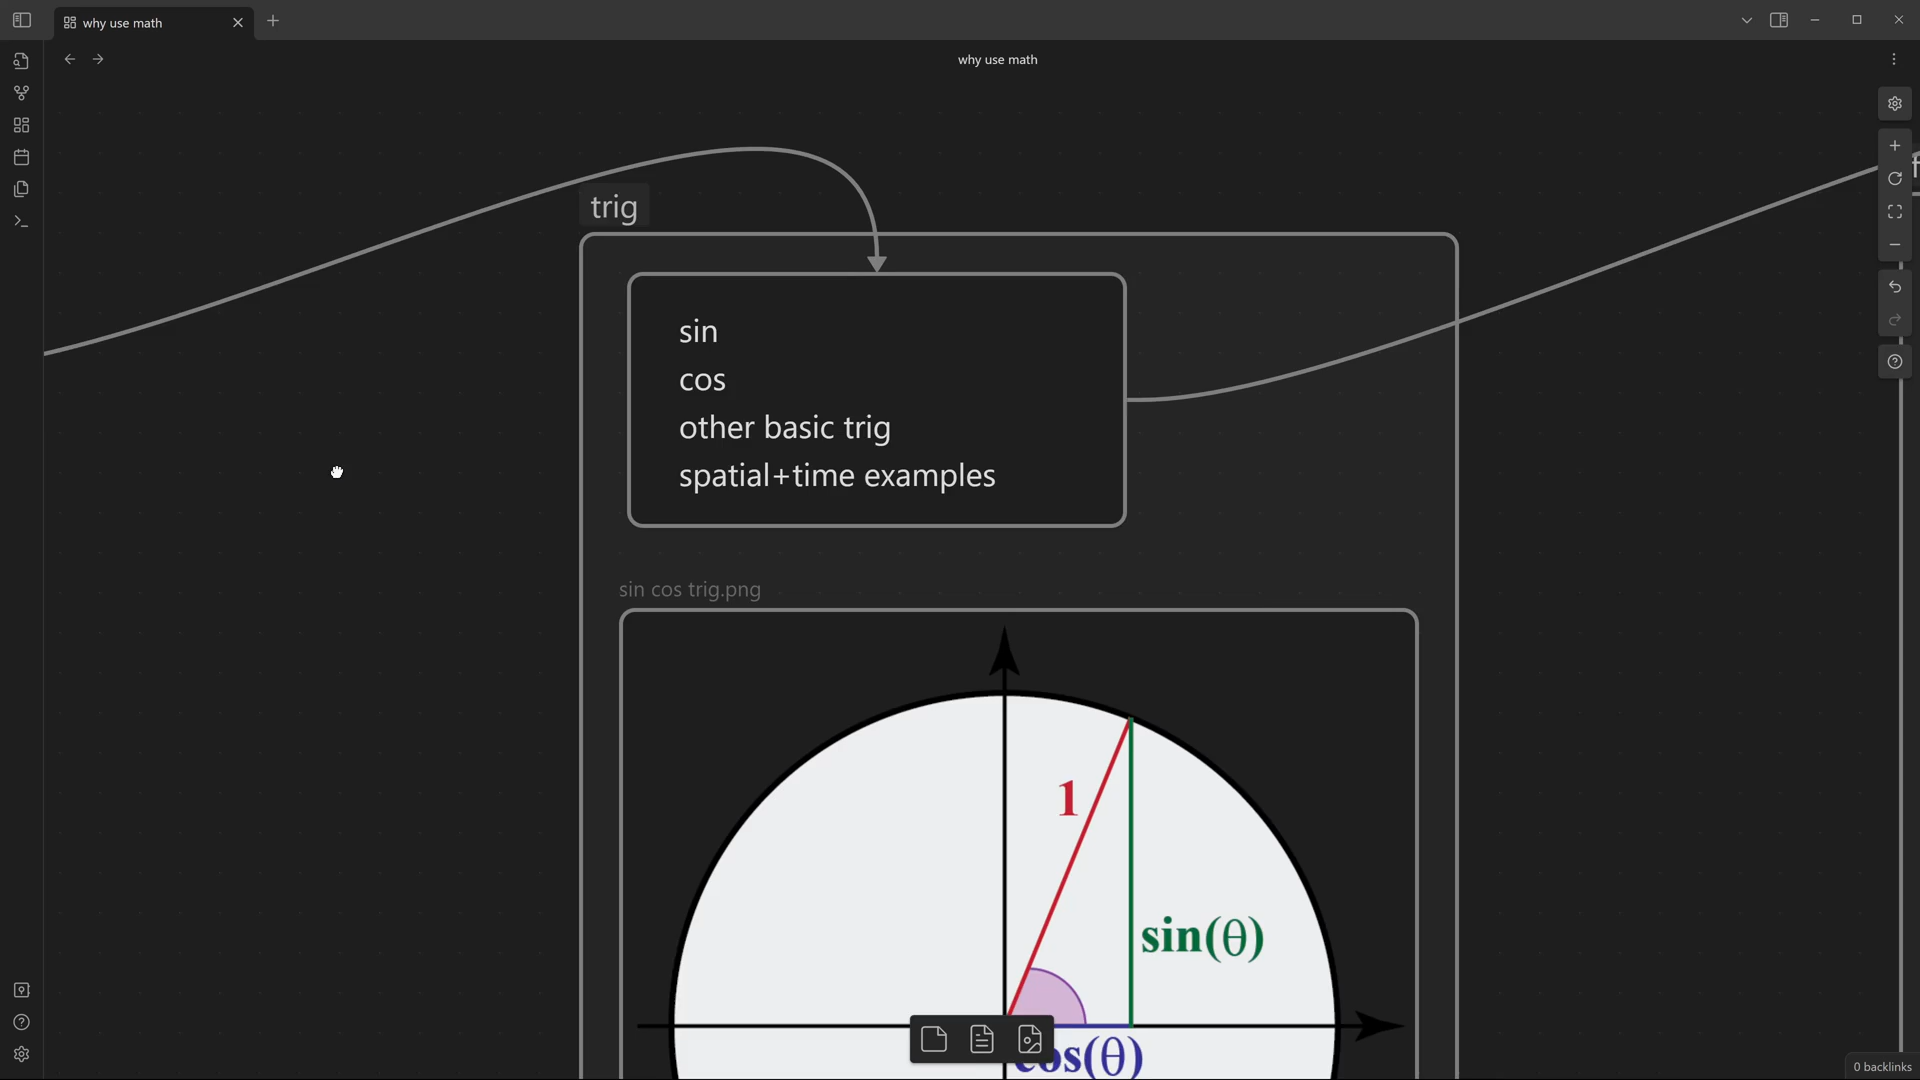 why use math
why use math
trig
sin
cos
other basic trig
spatial+time examples
sin cos trig.png
1
sin(θ)
cos(θ)
0 backlinks